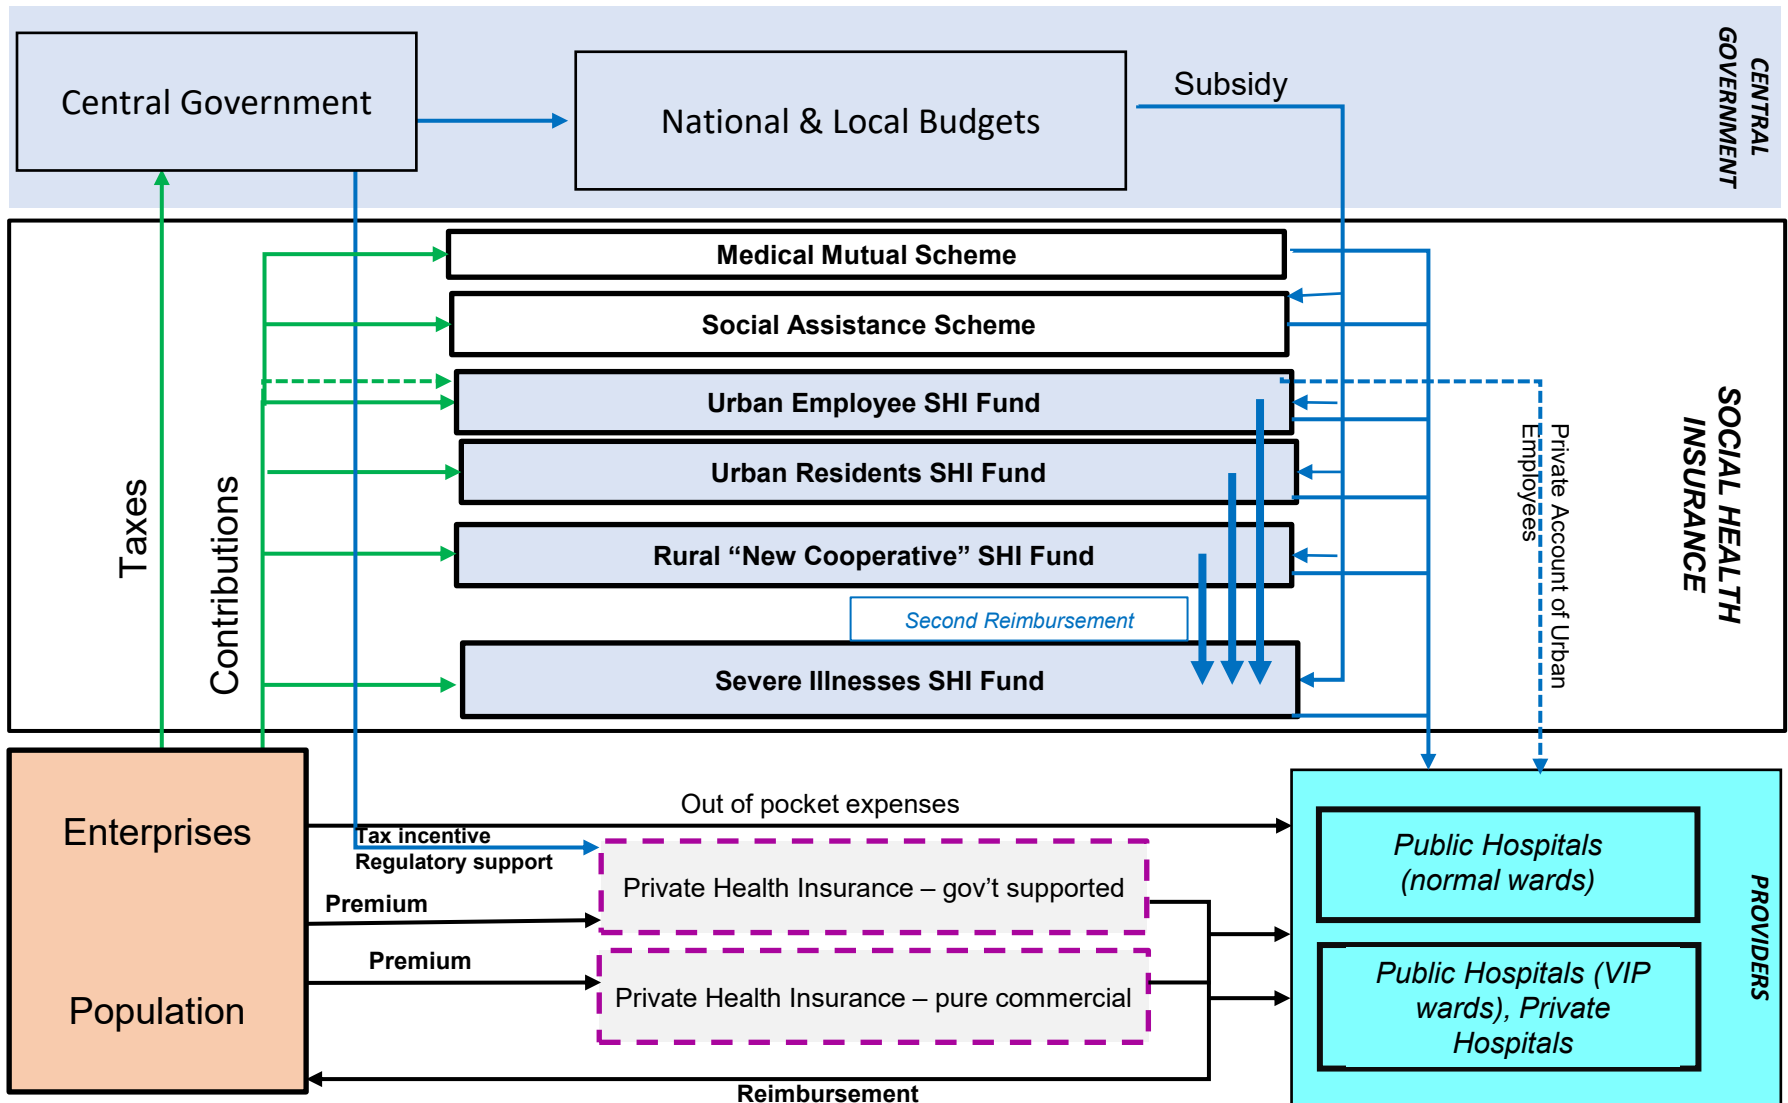 Central Government
National & Local Budgets
Subsidy
CENTRAL
GOVERNMENT
Medical Mutual Scheme
Social Assistance Scheme
Urban Employee SHI Fund
Urban Residents SHI Fund
Rural “New Cooperative” SHI Fund
Second Reimbursement
Severe Illnesses SHI Fund
Taxes
Contributions
Private Account of Urban
Employees
SOCIAL HEALTH
INSURANCE
Enterprises
Population
Out of pocket expenses
Tax incentive
Regulatory support
Private Health Insurance – gov’t supported
Premium
Premium
Private Health Insurance – pure commercial
Reimbursement
Public Hospitals
(normal wards)
Public Hospitals (VIP
wards), Private
Hospitals
PROVIDERS